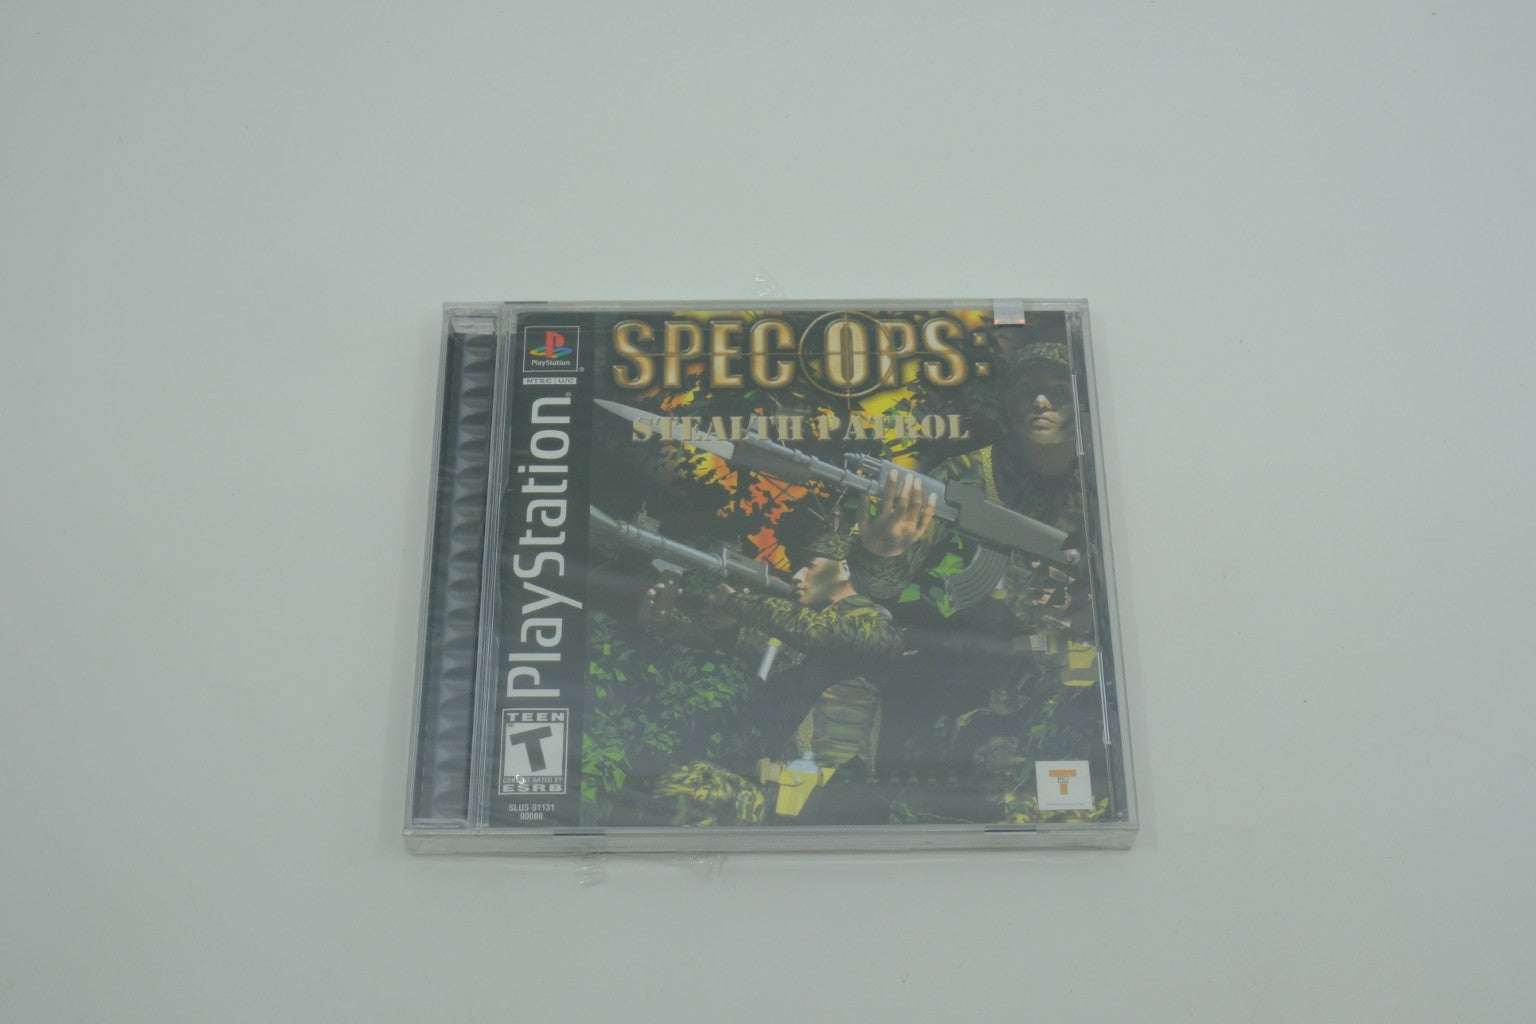 PlayStation
NTSC U/C
PlayStation
SPEC OPS:
STEALTH PATROL
TEEN
T
CONTENT RATED BY
ESRB
SLUS-01131
00080
T